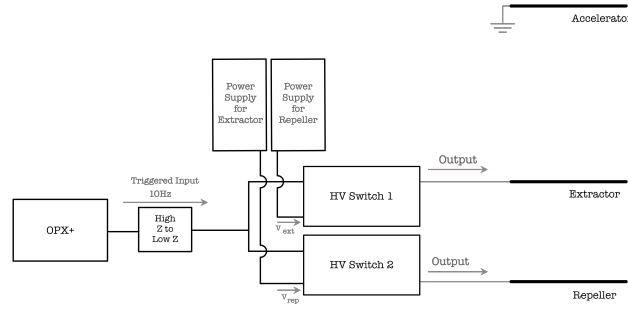 Accelerato
Power
Supply
for
Extractor
Power
Supply
for
Repeller
Output
Triggered Input
10Hz
HV Switch 1
Extractor
High
Z to
Low Z
OPX+
V ext
HV Switch 2
Output
V rep
Repeller